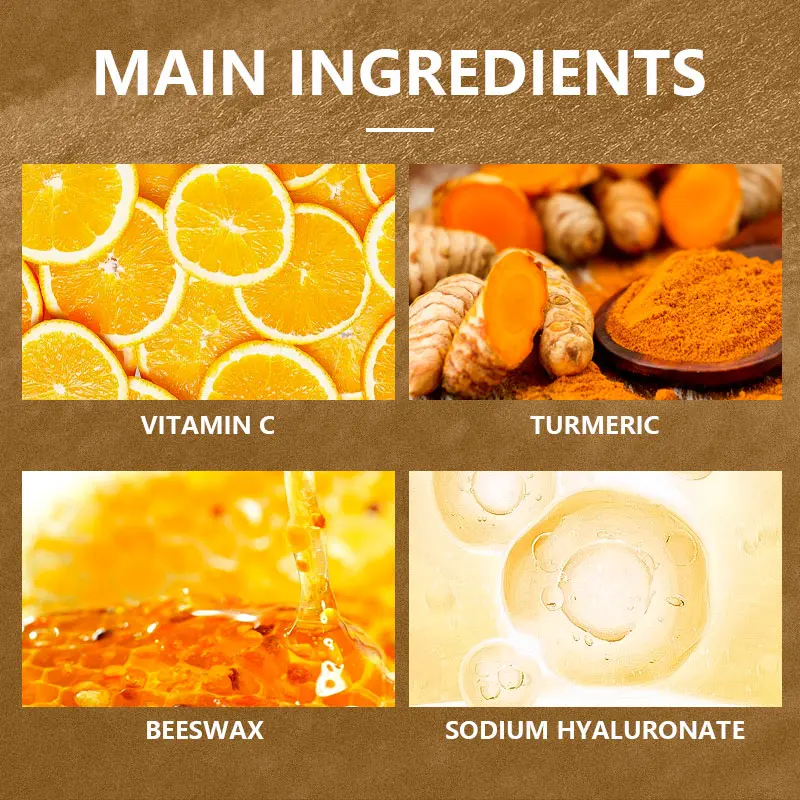 MAIN INGREDIENTS
VITAMIN C
TURMERIC
BEESWAX
SODIUM HYALURONATE